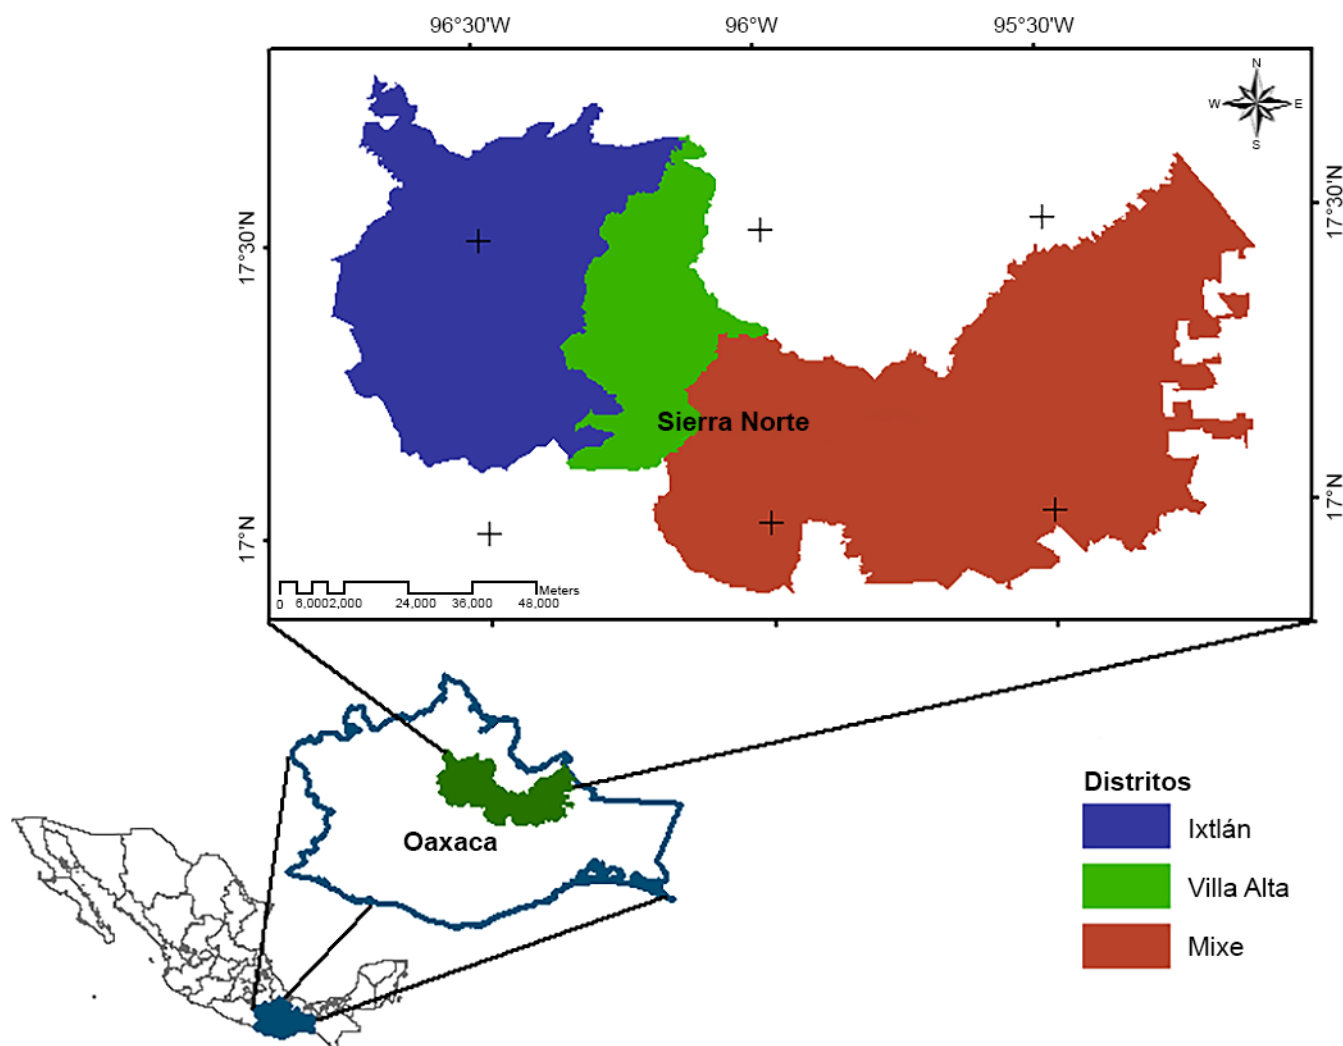 96°30'W 96°W 95°30'W
N
W E
S
17°30'N 17°30'N
Sierra Norte
17°N 17°N
Meters
0 6,00012,000 24,000 36,000 48,000
Oaxaca
Distritos
Ixtlán
Villa Alta
Mixe